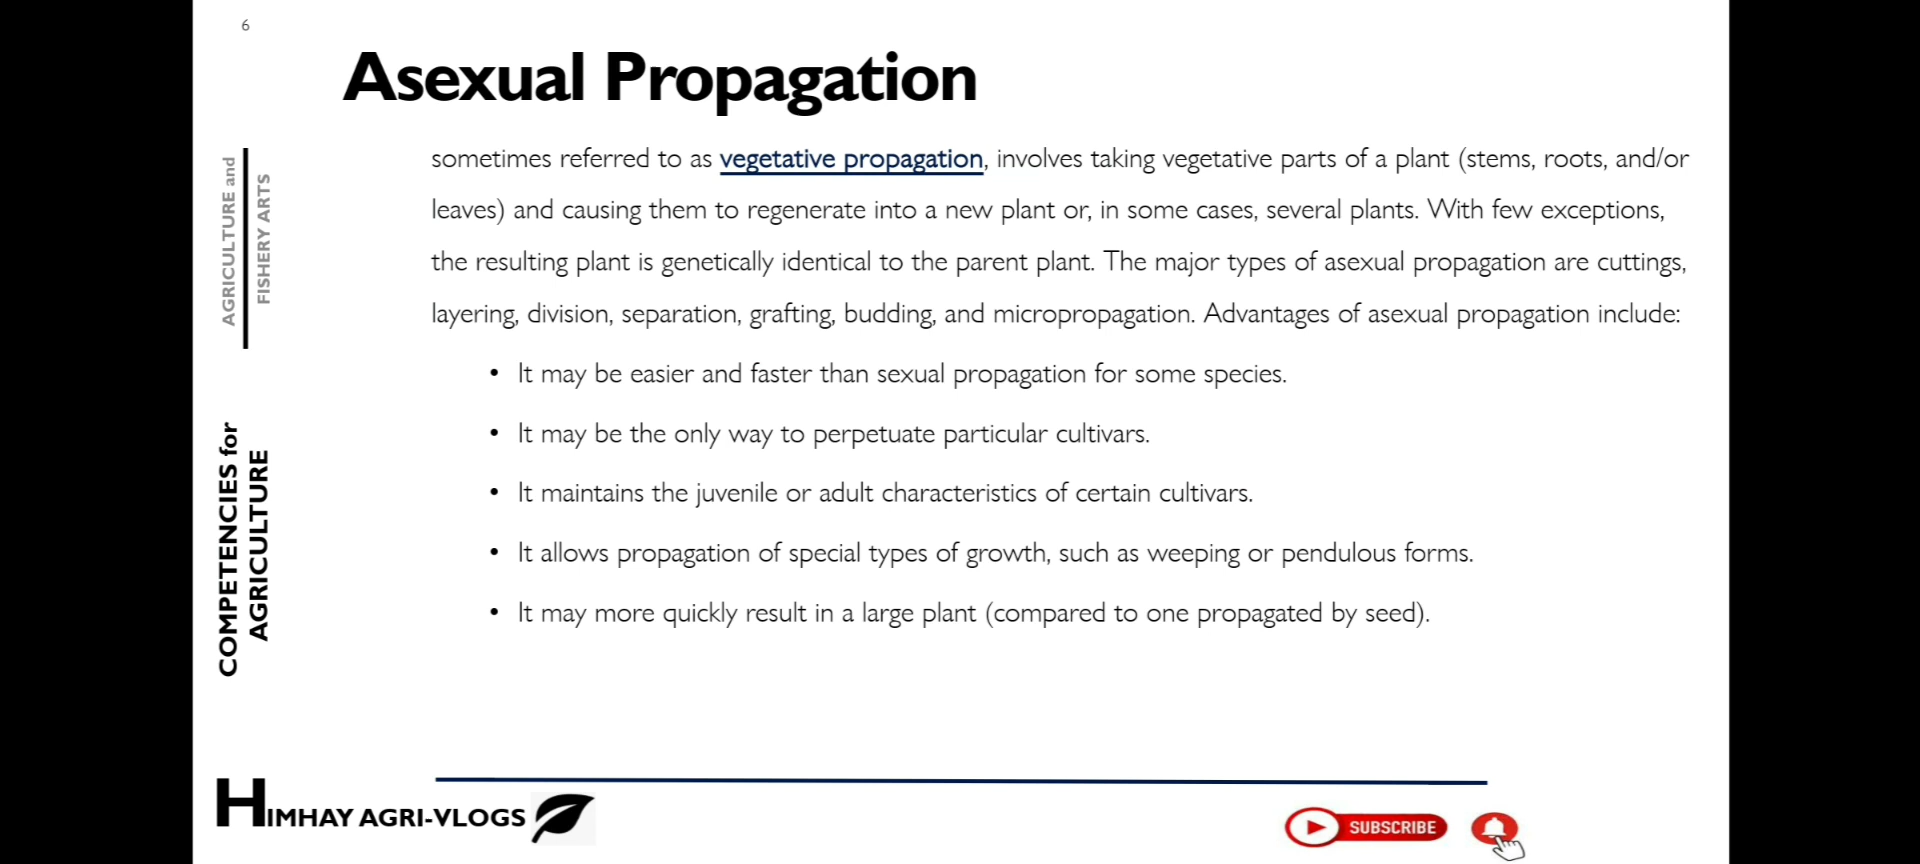 6
Asexual Propagation
AGRICULTURE and
FISHERY ARTS
sometimes referred to as vegetative propagation, involves taking vegetative parts of a plant (stems, roots, and/or
leaves) and causing them to regenerate into a new plant or, in some cases, several plants. With few exceptions,
the resulting plant is genetically identical to the parent plant. The major types of asexual propagation are cuttings,
layering, division, separation, grafting, budding, and micropropagation. Advantages of asexual propagation include:
• It may be easier and faster than sexual propagation for some species.
• It may be the only way to perpetuate particular cultivars.
• It maintains the juvenile or adult characteristics of certain cultivars.
• It allows propagation of special types of growth, such as weeping or pendulous forms.
• It may more quickly result in a large plant (compared to one propagated by seed).
COMPETENCIES for
AGRICULTURE
HIMHAY AGRI-VLOGS
SUBSCRIBE